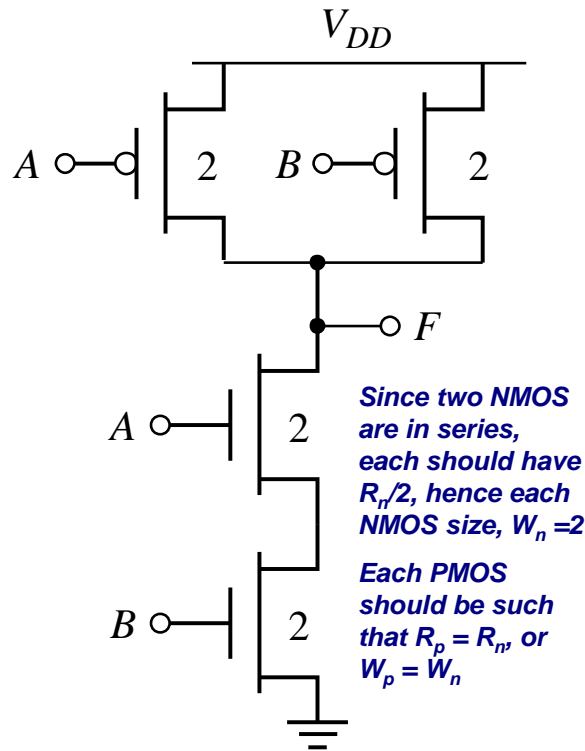 V_DD
A 2 B 2
F
A 2
Since two NMOS
are in series,
each should have
R_n/2, hence each
NMOS size, W_n =2
B 2
Each PMOS
should be such
that R_p = R_n, or
W_p = W_n